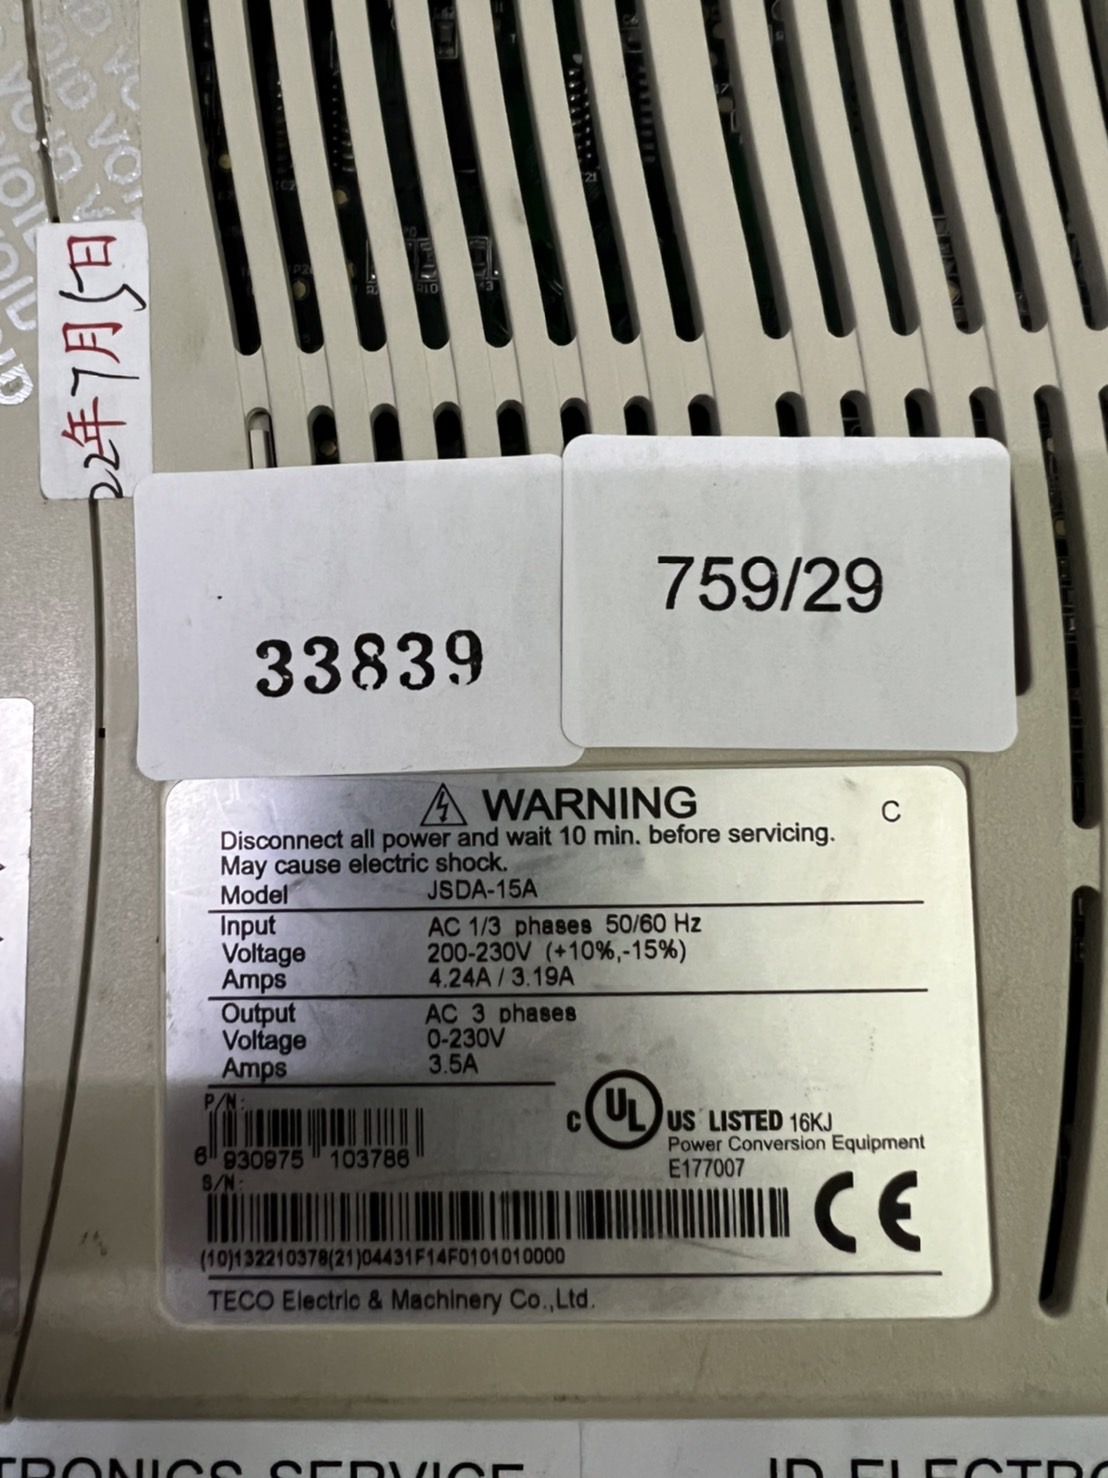 22年7月5日
33839
759/29
WARNING
C
Disconnect all power and wait 10 min. before servicing.
May cause electric shock.
Model JSDA-15A
Input AC 1/3 phases 50/60 Hz
Voltage 200-230V (+10%,-15%)
Amps 4.24A / 3.19A
Output AC 3 phases
Voltage 0-230V
Amps 3.5A
P/N:
6 930975 103786
C UL US LISTED 16KJ
Power Conversion Equipment
E177007
S/N:
CE
(10)132210378(21)04431F14F0101010000
TECO Electric & Machinery Co.,Ltd.
SERVICE